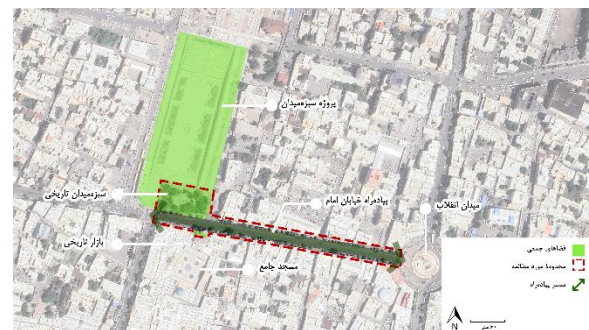 پروژه سبزه‌میدان
سبزه‌میدان تاریخی
پیاده‌راه خیابان امام
میدان انقلاب
بازار تاریخی
مسجد جامع
فضاهای جمعی
محدودهٔ مورد مطالعه
مسیر پیاده‌راه
N